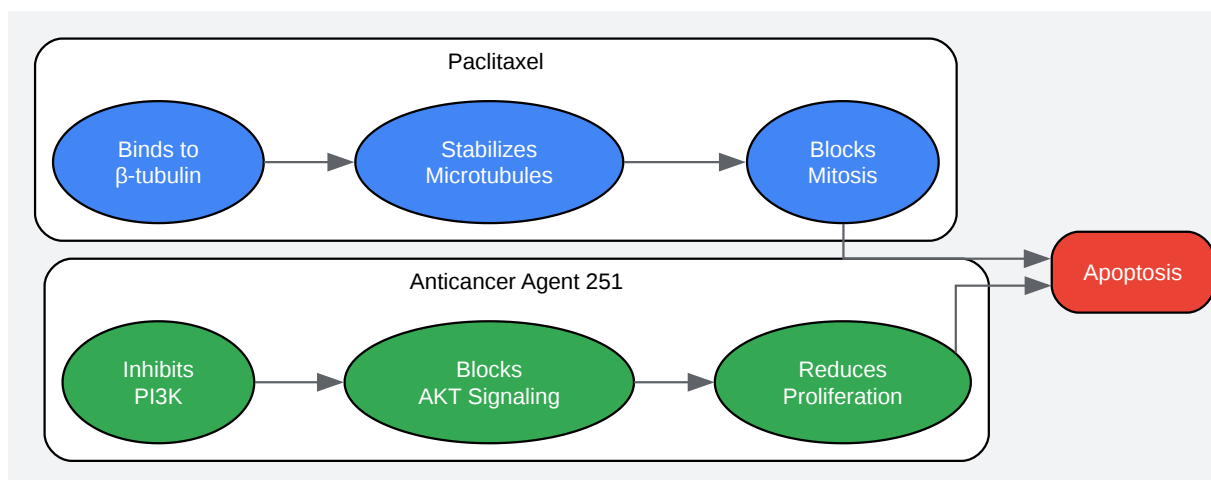 Paclitaxel
Binds to
β-tubulin
Stabilizes
Microtubules
Blocks
Mitosis
Anticancer Agent 251
Inhibits
PI3K
Blocks
AKT Signaling
Reduces
Proliferation
Apoptosis